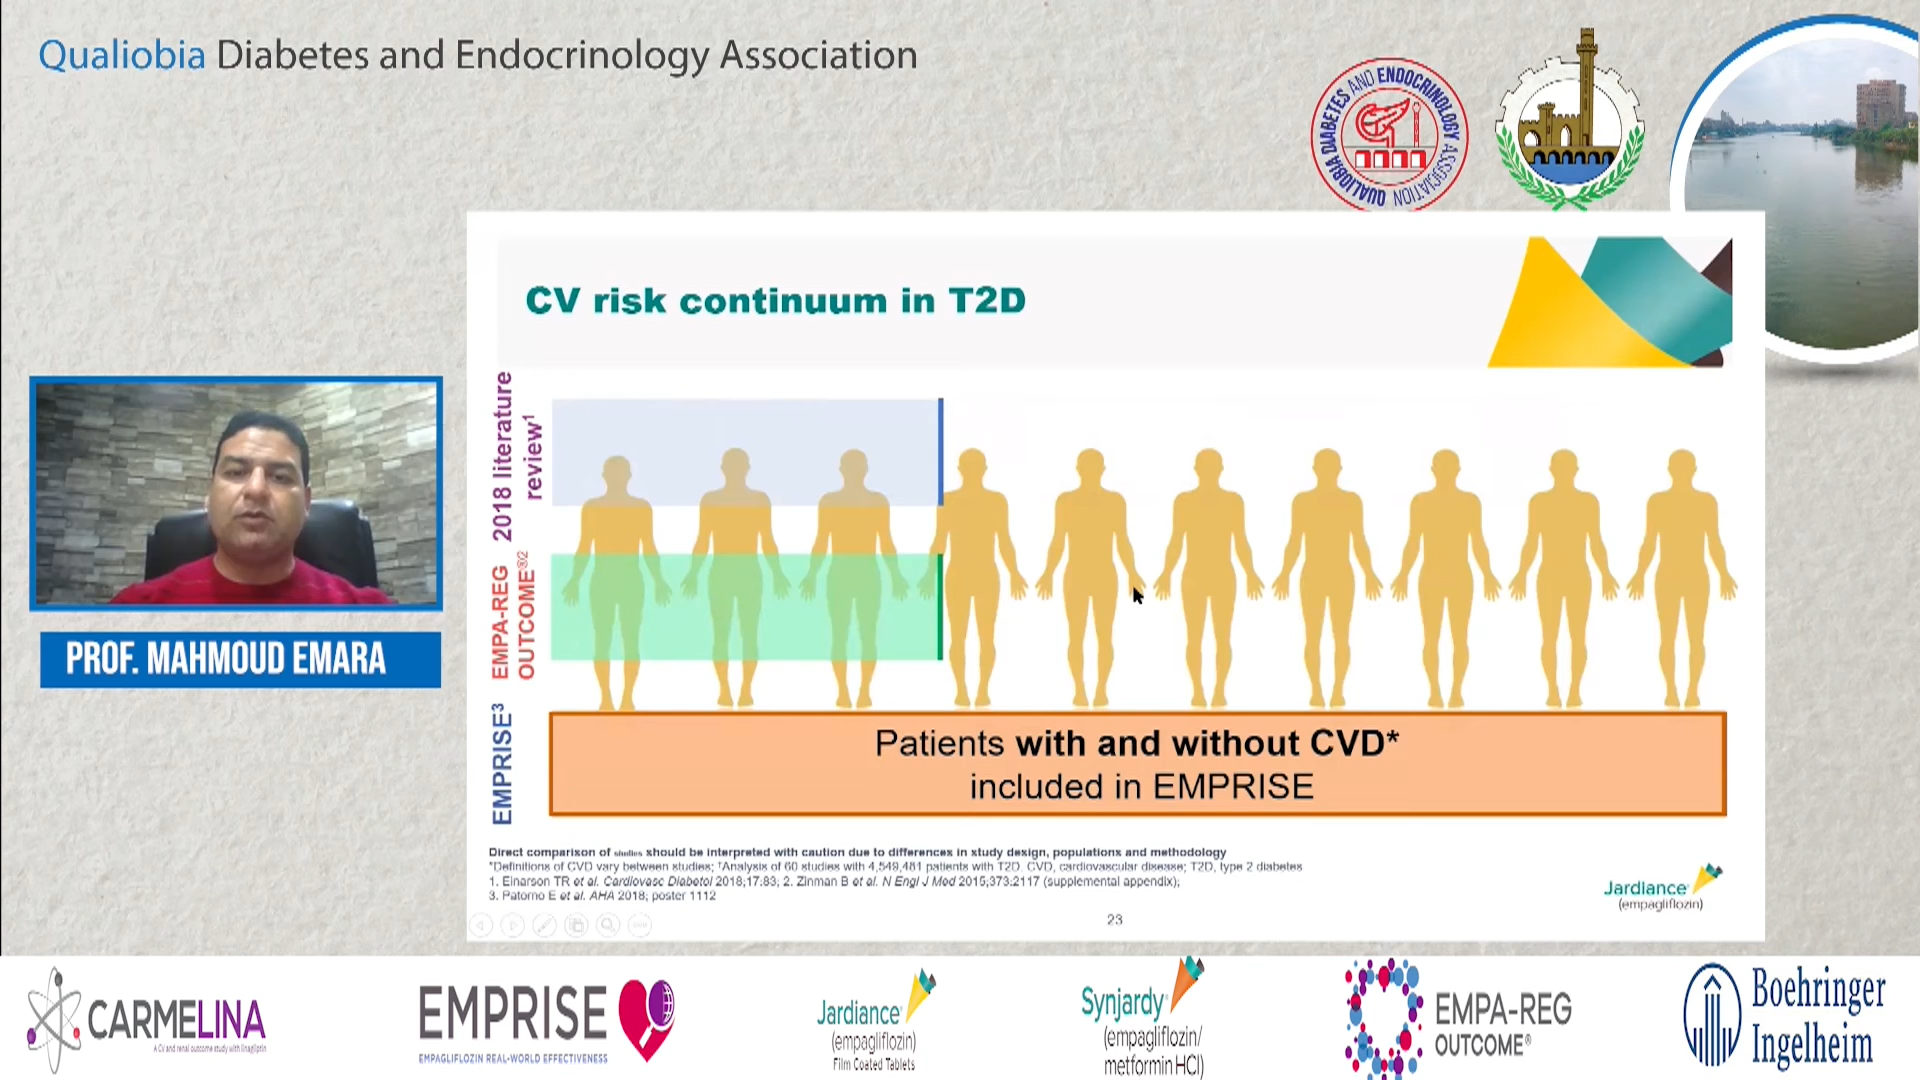 Qualiobia Diabetes and Endocrinology Association
QUALIOBIA DIABETES AND ENDOCRINOLOGY ASSOCIATION
CV risk continuum in T2D
2018 literature
review¹
EMPA-REG
OUTCOME®²
EMPRISE³
Patients with and without CVD*
included in EMPRISE
PROF. MAHMOUD EMARA
Direct comparison of studies should be interpreted with caution due to differences in study design, populations and methodology
*Definitions of CVD vary between studies; †Analysis of 60 studies with 4,549,481 patients with T2D. CVD, cardiovascular disease; T2D, type 2 diabetes
1. Einarson TR et al. Cardiovasc Diabetol 2018;17:83; 2. Zinman B et al. N Engl J Med 2015;373:2117 (supplemental appendix);
3. Patorno E et al. AHA 2018; poster 1112
Jardiance®
(empagliflozin)
23
CARMELINA
A CV and renal outcome study with linagliptin
EMPRISE
EMPAGLIFLOZIN REAL-WORLD EFFECTIVENESS
Jardiance®
(empagliflozin)
Film Coated Tablets
Synjardy®
(empagliflozin/
metformin HCl)
EMPA-REG
OUTCOME®
Boehringer
Ingelheim